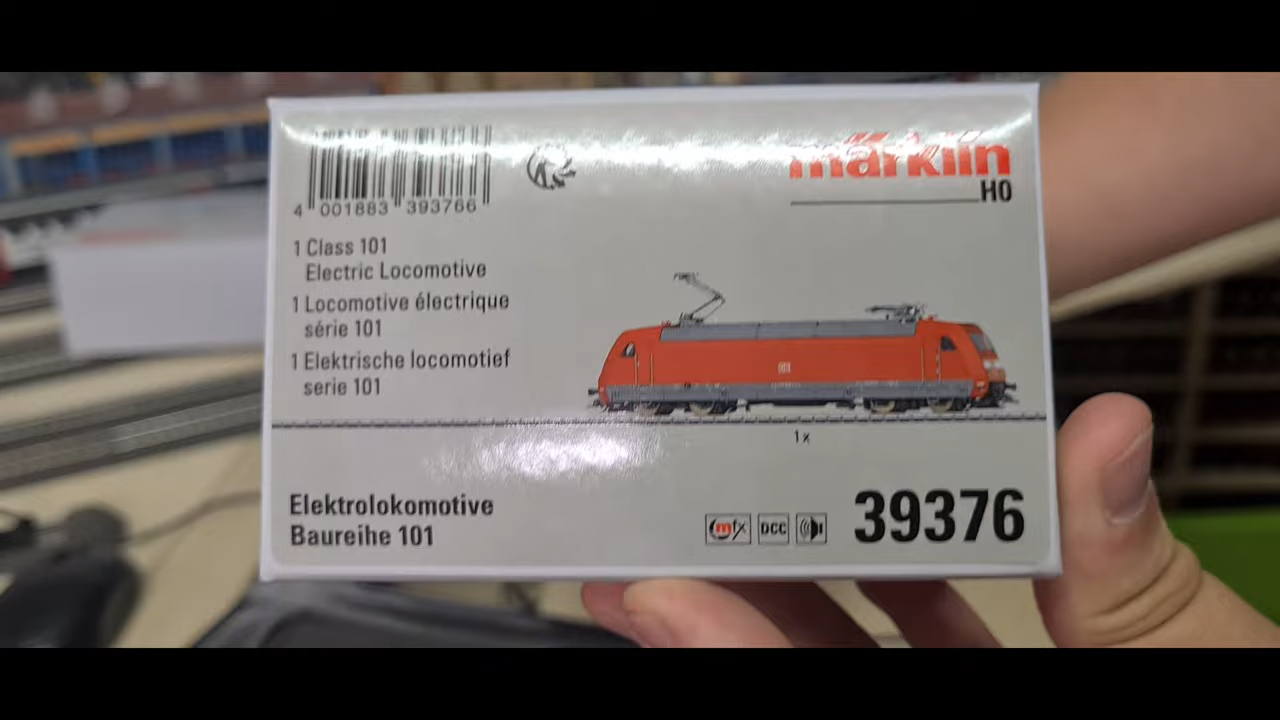 märklin
H0
4 001883 393766
1 Class 101
Electric Locomotive
1 Locomotive électrique
série 101
1 Elektrische locomotief
serie 101
DB
1x
Elektrolokomotive
Baureihe 101
mfx DCC
39376